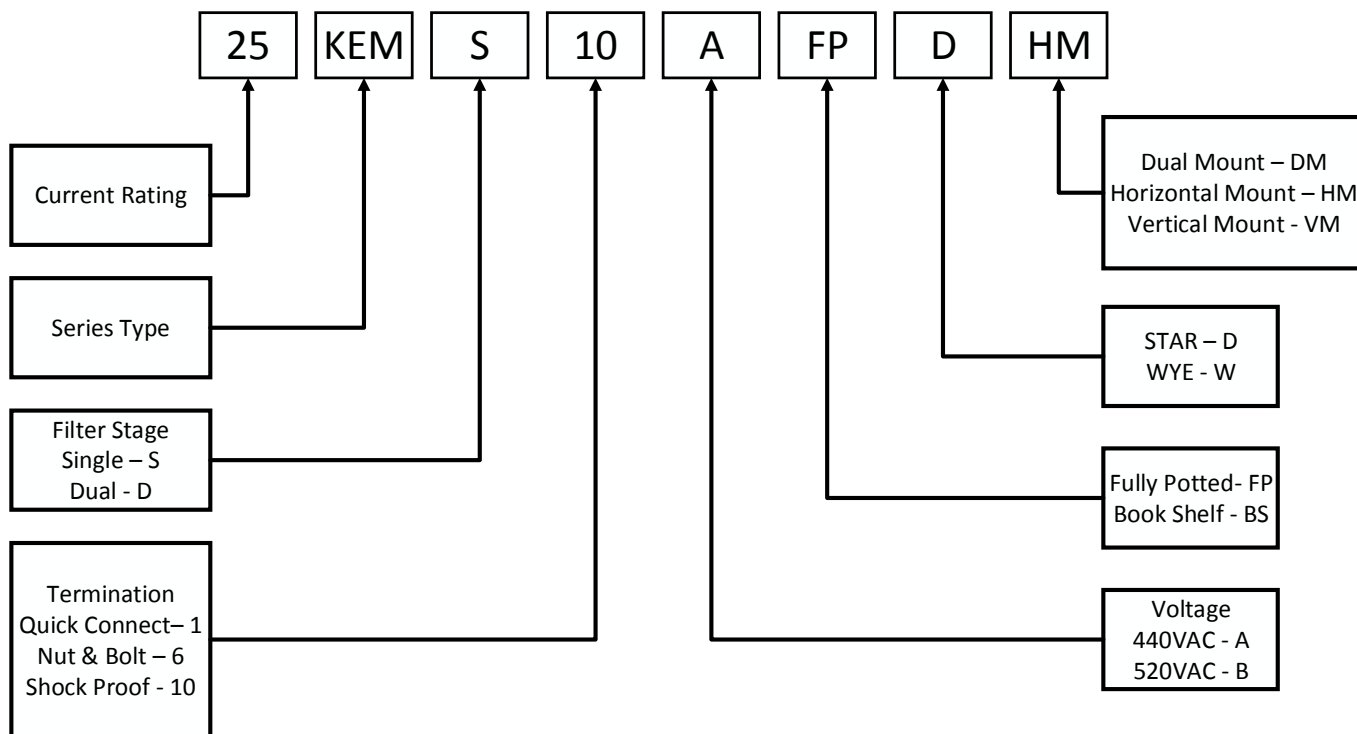 25 KEM S 10 A FP D HM
Current Rating
Series Type
Filter Stage
Single – S
Dual - D
Termination
Quick Connect– 1
Nut & Bolt – 6
Shock Proof - 10
Dual Mount – DM
Horizontal Mount – HM
Vertical Mount - VM
STAR – D
WYE - W
Fully Potted- FP
Book Shelf - BS
Voltage
440VAC - A
520VAC - B